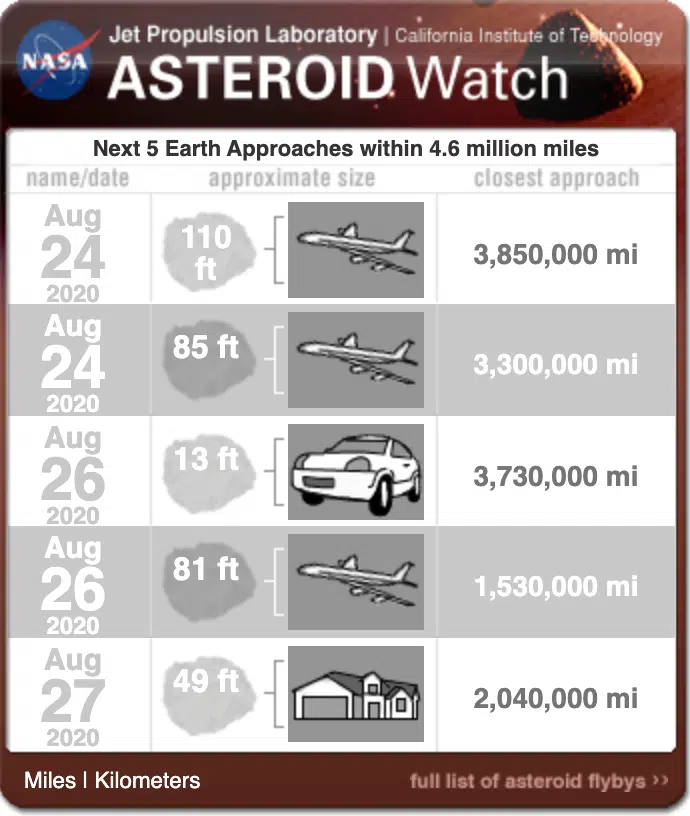 NASA
Jet Propulsion Laboratory | California Institute of Technology
ASTEROID Watch
Next 5 Earth Approaches within 4.6 million miles
name/date approximate size closest approach
Aug
24
2020
110
ft
3,850,000 mi
Aug
24
2020
85 ft
3,300,000 mi
Aug
26
2020
13 ft
3,730,000 mi
Aug
26
2020
81 ft
1,530,000 mi
Aug
27
2020
49 ft
2,040,000 mi
Miles | Kilometers full list of asteroid flybys >>